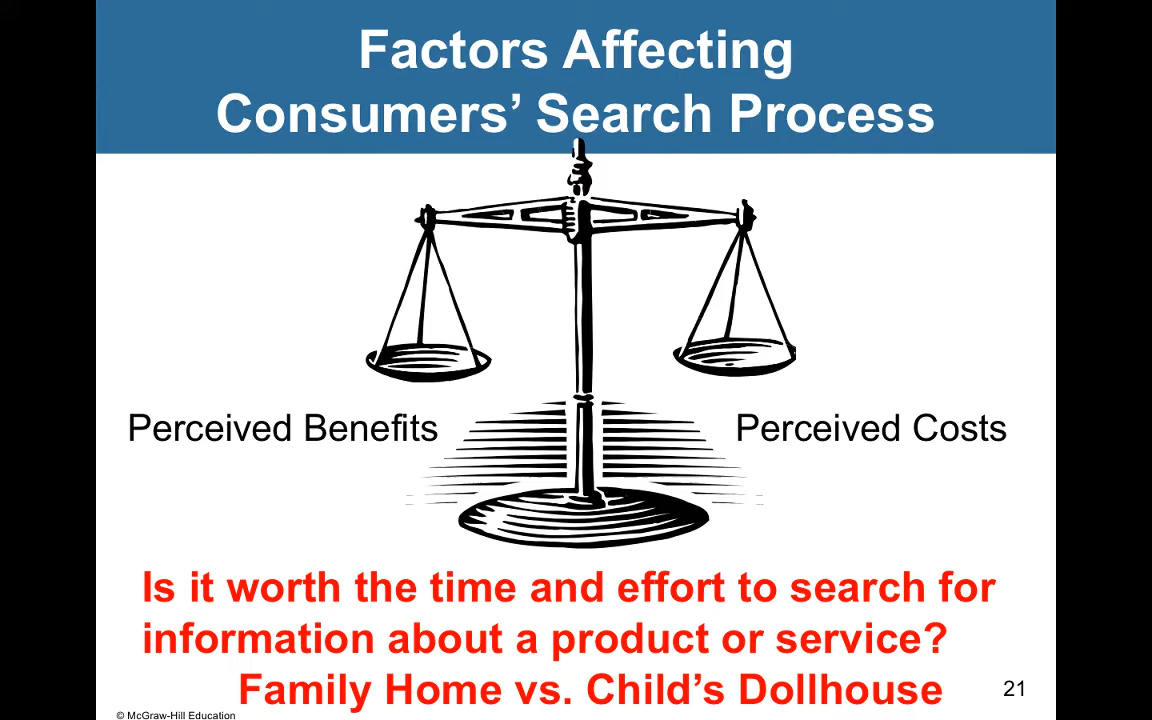 Factors Affecting
Consumers’ Search Process
Perceived Benefits
Perceived Costs
Is it worth the time and effort to search for
information about a product or service?
Family Home vs. Child’s Dollhouse
21
© McGraw-Hill Education